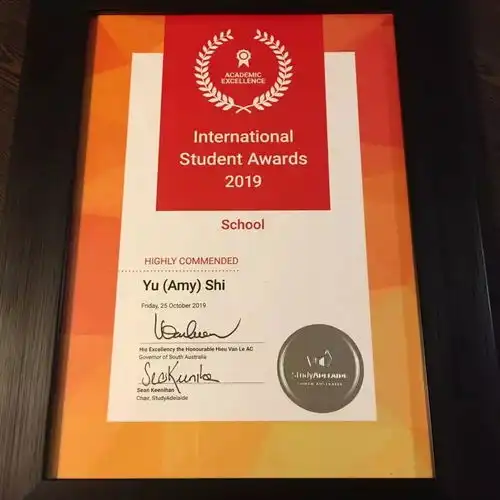 ACADEMIC
EXCELLENCE
International
Student Awards
2019
School
HIGHLY COMMENDED
Yu (Amy) Shi
Friday, 25 October 2019
His Excellency the Honourable Hieu Van Le AC
Governor of South Australia
Sean Keenihan
Chair, StudyAdelaide
StudyADELAIDE